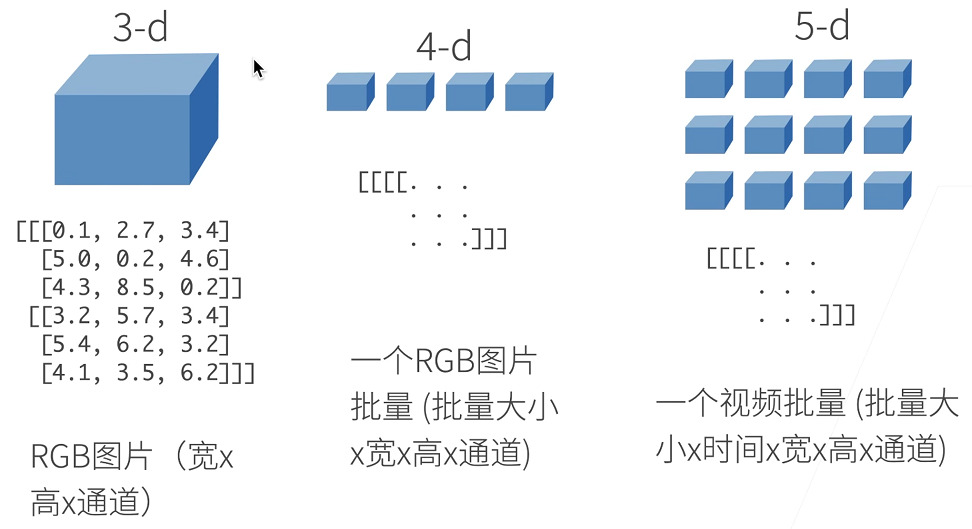 3-d
[[[0.1, 2.7, 3.4]
[5.0, 0.2, 4.6]
[4.3, 8.5, 0.2]]
[[3.2, 5.7, 3.4]
[5.4, 6.2, 3.2]
[4.1, 3.5, 6.2]]]
RGB图片（宽x
高x通道）
4-d
[[[[. . .
. . .
. . .]]]
一个RGB图片
批量 (批量大小
x宽x高x通道)
5-d
[[[[. . .
. . .
. . .]]]
一个视频批量 (批量大
小x时间x宽x高x通道)